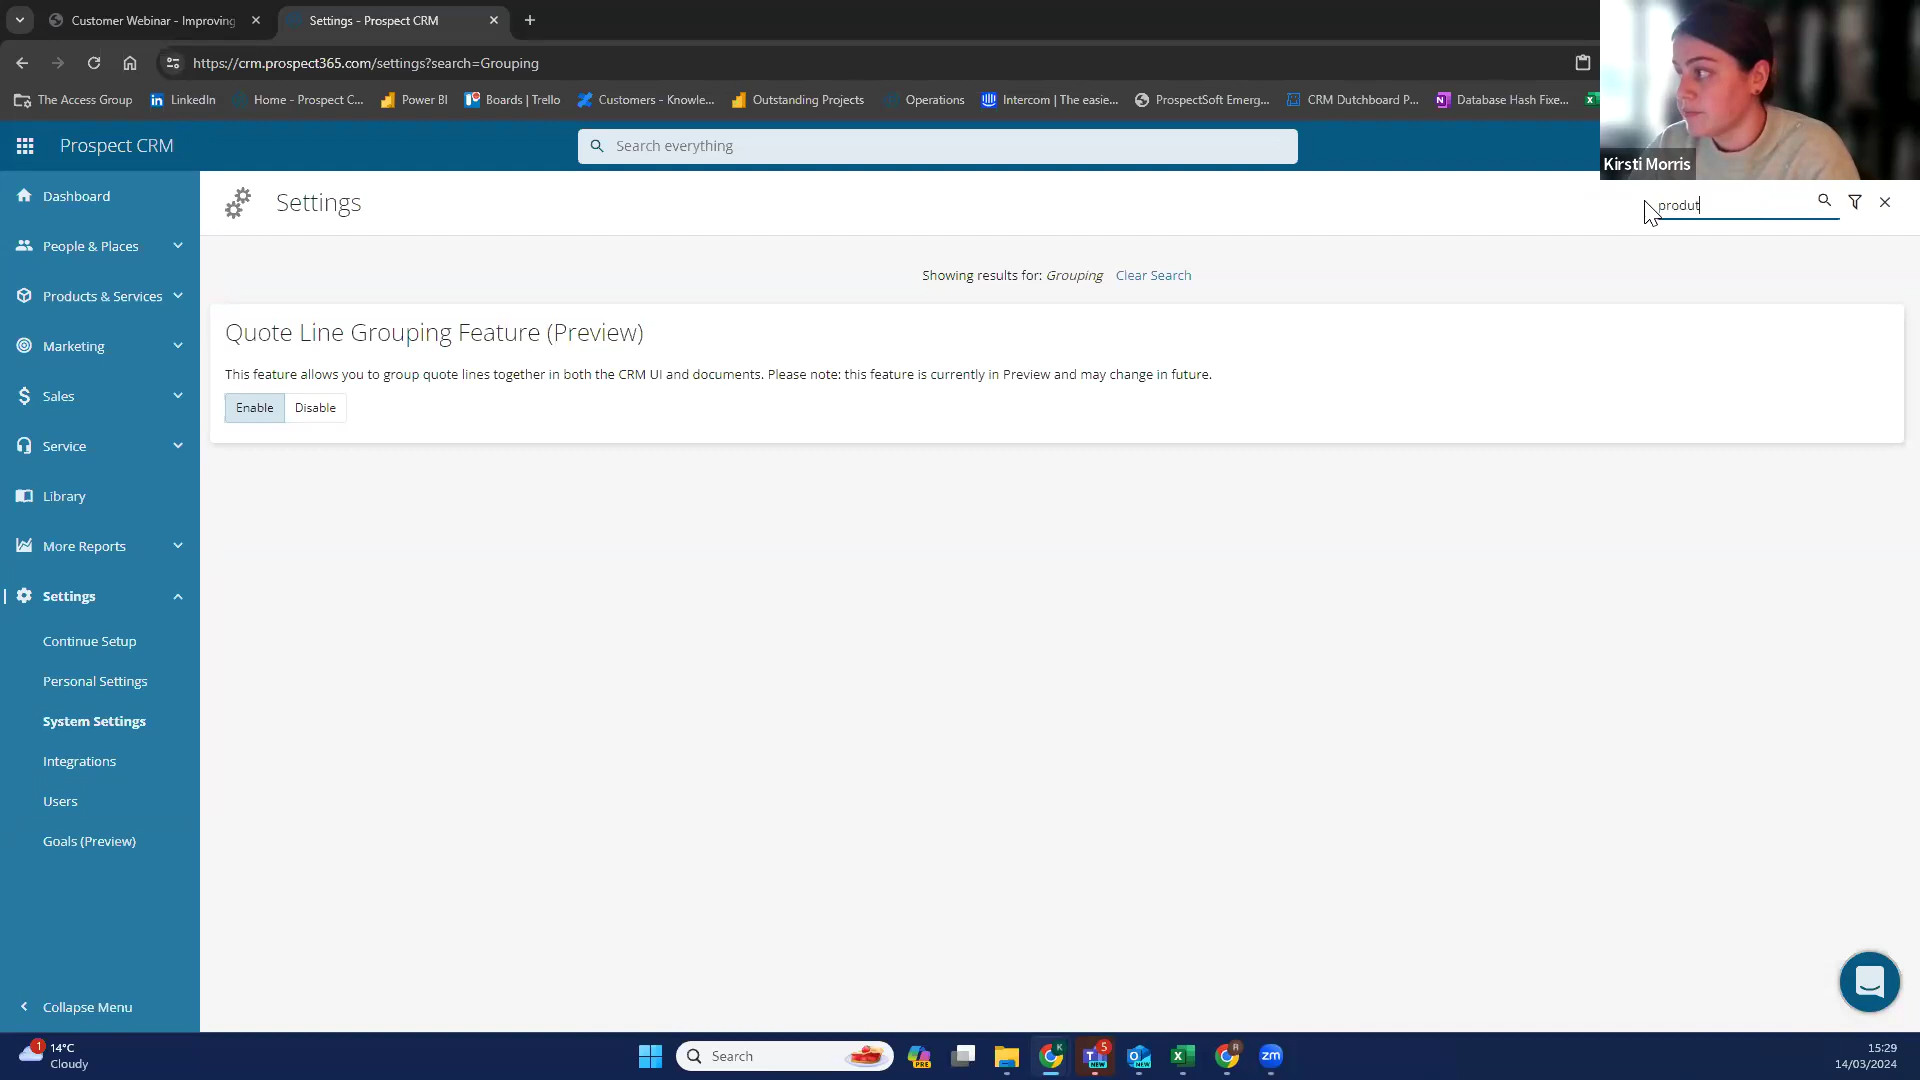 Customer Webinar - Improving
Settings - Prospect CRM
https://crm.prospect365.com/settings?search=Grouping
The Access Group
LinkedIn
Home - Prospect C...
Power BI
Boards | Trello
Customers - Knowle...
Outstanding Projects
Operations
Intercom | The easie...
ProspectSoft Emerg...
CRM Dutchboard P...
Database Hash Fixe...
Prospect CRM
Search everything
Kirsti Morris
Dashboard
People & Places
Products & Services
Marketing
Sales
Service
Library
More Reports
Settings
Continue Setup
Personal Settings
System Settings
Integrations
Users
Goals (Preview)
Collapse Menu
Settings
produt
Showing results for: Grouping Clear Search
Quote Line Grouping Feature (Preview)
This feature allows you to group quote lines together in both the CRM UI and documents. Please note: this feature is currently in Preview and may change in future.
Enable Disable
1
14°C
Cloudy
Search
PRE
K
5
NEW
NEW
R
zm
15:29
14/03/2024